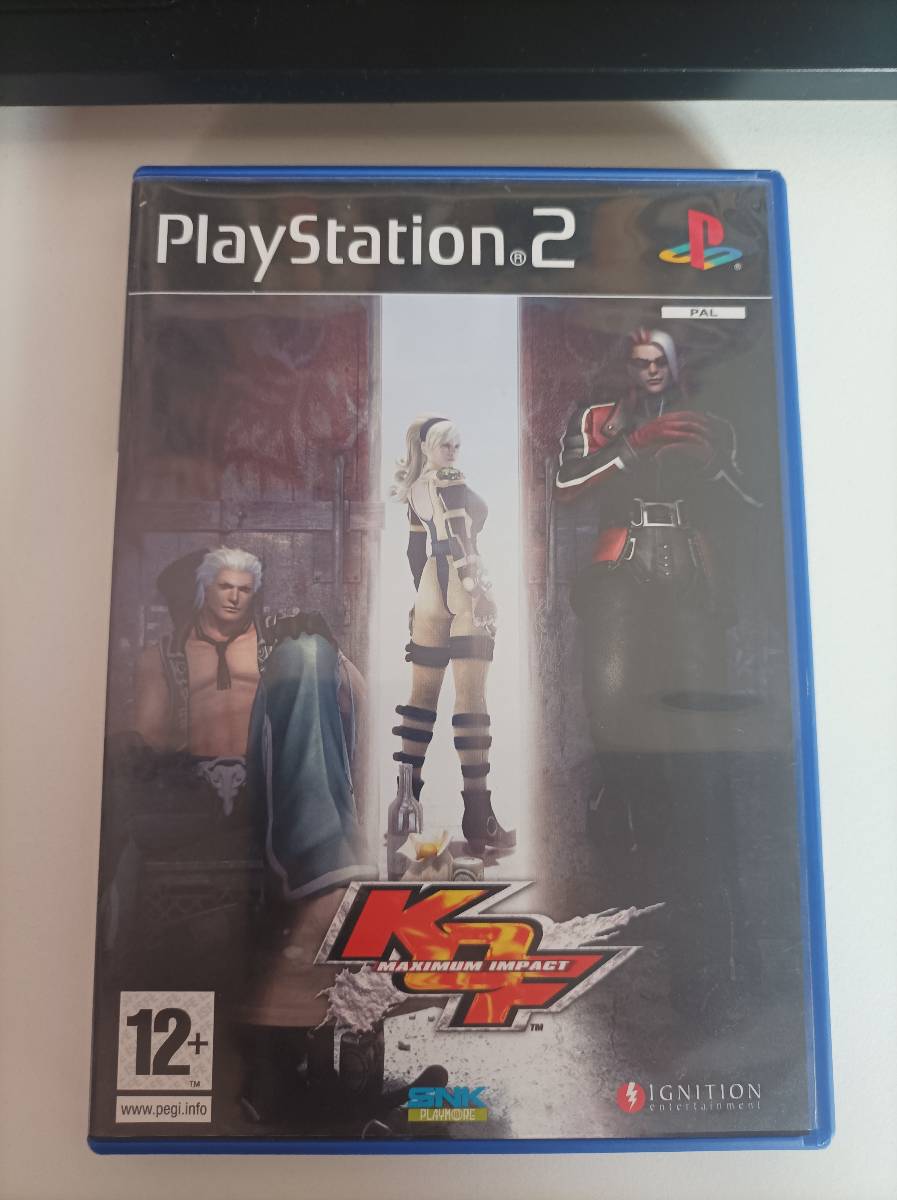 PlayStation®2
PAL
KOF
MAXIMUM IMPACT
TM
12+
TM
www.pegi.info
SNK
PLAYMORE
IGNITION
entertainment